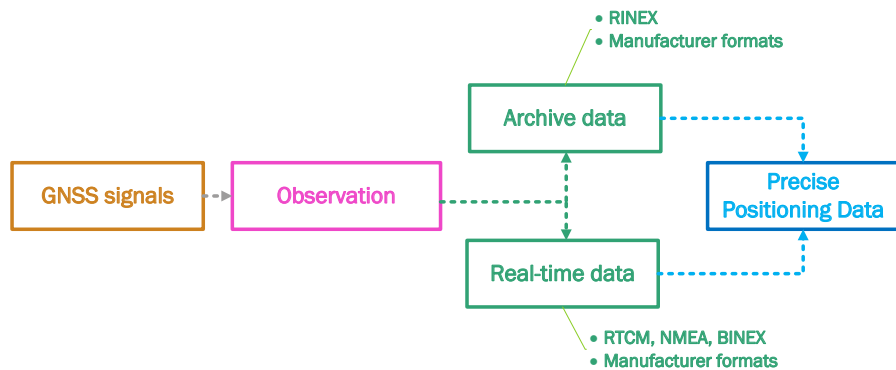 • RINEX
• Manufacturer formats
Archive data
GNSS signals
Observation
Precise
Positioning Data
Real-time data
• RTCM, NMEA, BINEX
• Manufacturer formats